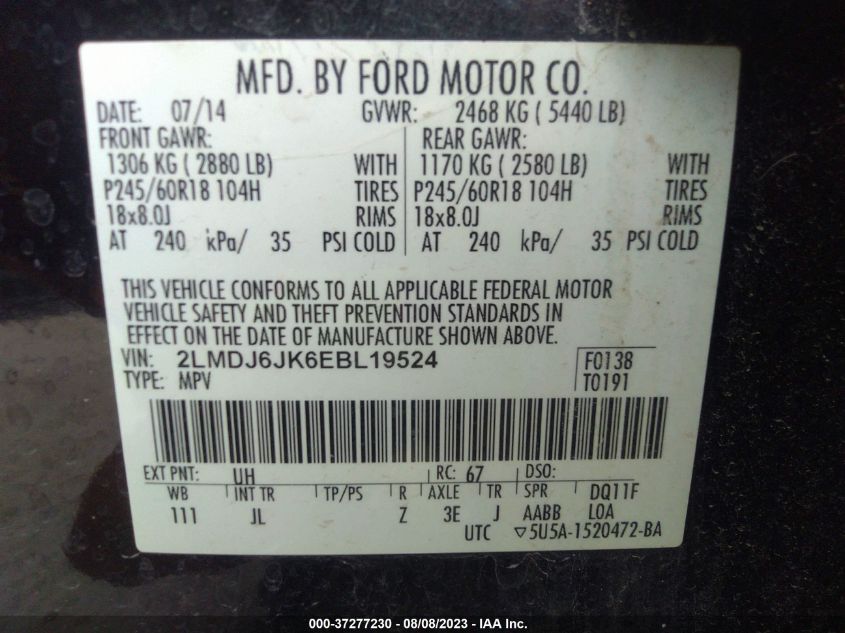 MFD. BY FORD MOTOR CO.
DATE: 07/14 GVWR: 2468 KG ( 5440 LB)
FRONT GAWR: REAR GAWR:
1306 KG ( 2880 LB) WITH 1170 KG ( 2580 LB) WITH
P245/60R18 104H TIRES P245/60R18 104H TIRES
18x8.0J RIMS 18x8.0J RIMS
AT 240 kPa/ 35 PSI COLD AT 240 kPa/ 35 PSI COLD
THIS VEHICLE CONFORMS TO ALL APPLICABLE FEDERAL MOTOR
VEHICLE SAFETY AND THEFT PREVENTION STANDARDS IN
EFFECT ON THE DATE OF MANUFACTURE SHOWN ABOVE.
VIN: 2LMDJ6JK6EBL19524 F0138
TYPE: MPV T0191
EXT PNT: UH RC: 67 DSO:
WB INT TR TP/PS R AXLE TR SPR DQ11F
111 JL Z 3E J AABB L0A
UTC ▽5U5A-1520472-BA
000-37277230 - 08/08/2023 - IAA Inc.